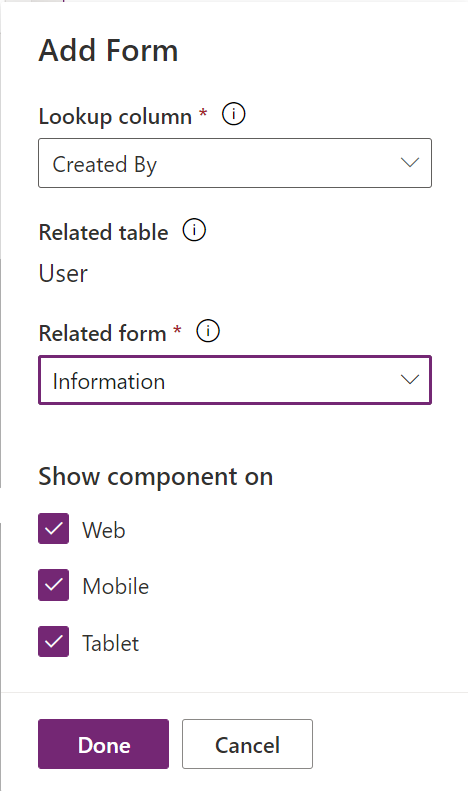 Add Form
Lookup column *
Created By
Related table
User
Related form *
Information
Show component on
Web
Mobile
Tablet
Done Cancel